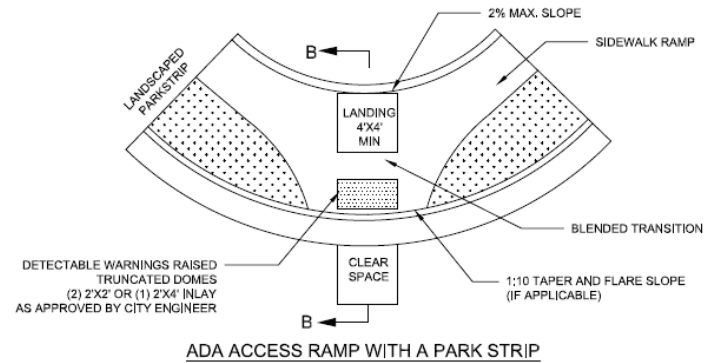 2% MAX. SLOPE
B
SIDEWALK RAMP
LANDSCAPED
PARKSTRIP
LANDING
4'X4'
MIN
BLENDED TRANSITION
DETECTABLE WARNINGS RAISED
TRUNCATED DOMES
(2) 2'X2' OR (1) 2'X4' INLAY
AS APPROVED BY CITY ENGINEER
CLEAR
SPACE
1:10 TAPER AND FLARE SLOPE
(IF APPLICABLE)
B
ADA ACCESS RAMP WITH A PARK STRIP